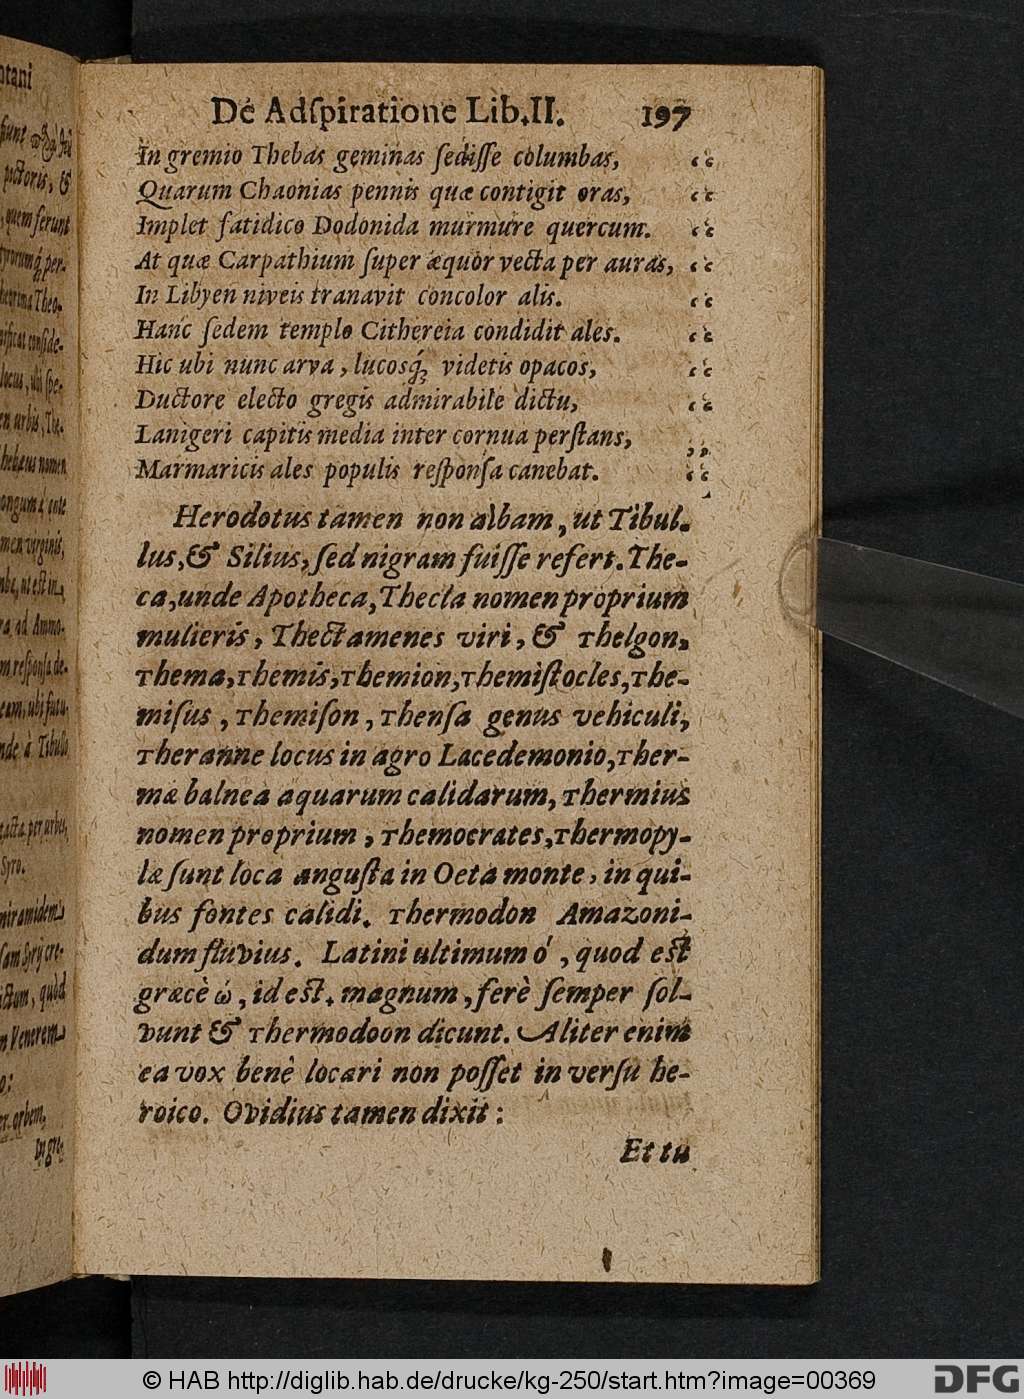 De Adſpiratione Lib.II. 197
In gremio Thebas geminas ſediſſe columbas, “
Quarum Chaonias pennis quæ contigit oras, “
Implet fatidico Dodonida murmure quercum. “
At quæ Carpathium ſuper æquor vecta per auras, “
In Libyen niveis tranavit concolor alis. “
Hanc ſedem templo Cithereia condidit ales. “
Hic ubi nunc arva, lucosq́; videtis opacos, “
Ductore electo gregis admirabile dictu, “
Lanigeri capitis media inter cornua perſtans, ,,
Marmaricis ales populis reſponſa canebat. “
Herodotus tamen non albam, ut Tibul-
lus, & Silius, ſed nigram fuiſſe refert. The-
ca, unde Apotheca, Thecla nomen proprium
mulieris, Thectamenes viri, & Thelgon,
Thema, Themis, Themion, Themiſtocles, The-
miſus, Themiſon, Thenſa genus vehiculi,
Theranne locus in agro Lacedemonio, Ther-
mæ balnea aquarum calidarum, Thermius
nomen proprium, Themocrates, Thermopy-
læ ſunt loca anguſta in Oeta monte, in qui-
bus fontes calidi. Thermodon Amazoni-
dum fluvius. Latini ultimum ó, quod eſt
græcè ώ, id eſt. magnum, ferè ſemper ſol-
vunt & Thermodoon dicunt. Aliter enim
ea vox benè locari non poſſet in verſu he-
roico. Ovidius tamen dixit:
Et tu
© HAB http://diglib.hab.de/drucke/kg-250/start.htm?image=00369
DFG